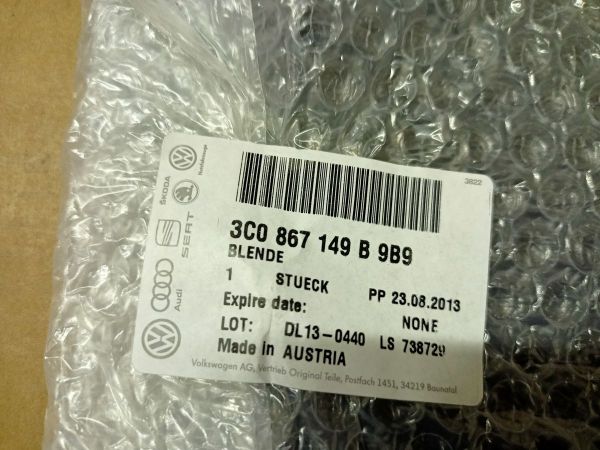 3822
ŠKODA
Nutzfahrzeuge
SEAT
Audi
3C0 867 149 B 9B9
BLENDE
1 STUECK PP 23.08.2013
Expire date: NONE
LOT: DL13-0440 LS 738729
Made in AUSTRIA
Volkswagen AG, Vertrieb Original Teile, Postfach 1451, 34219 Baunatal